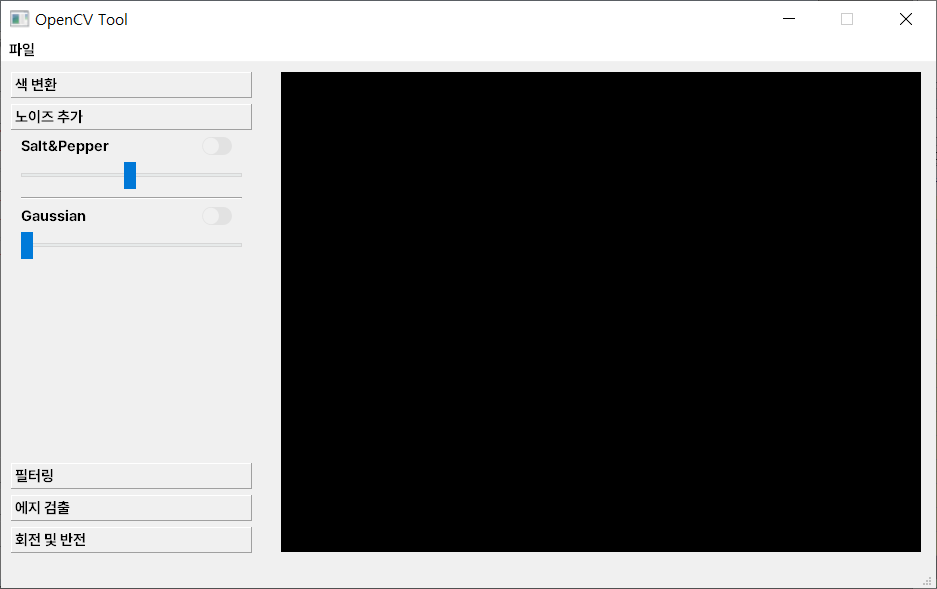 OpenCV Tool
파일
색 변환
노이즈 추가
Salt&Pepper
Gaussian
필터링
에지 검출
회전 및 반전